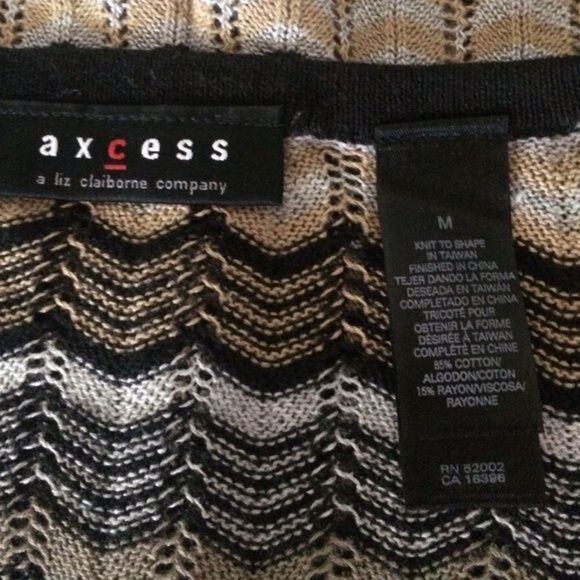 axcess
a liz claiborne company
M
KNIT TO SHAPE
IN TAIWAN
FINISHED IN CHINA
TEJER DANDO LA FORMA
DESEADA EN TAIWÁN
COMPLETADO EN CHINA
TRICOTÉ POUR
OBTENIR LA FORME
DÉSIRÉE À TAIWAN
COMPLÉTÉ EN CHINE
85% COTTON/
ALGODON/COTON
15% RAYON/VISCOSA/
RAYONNE
RN 52002
CA 16396